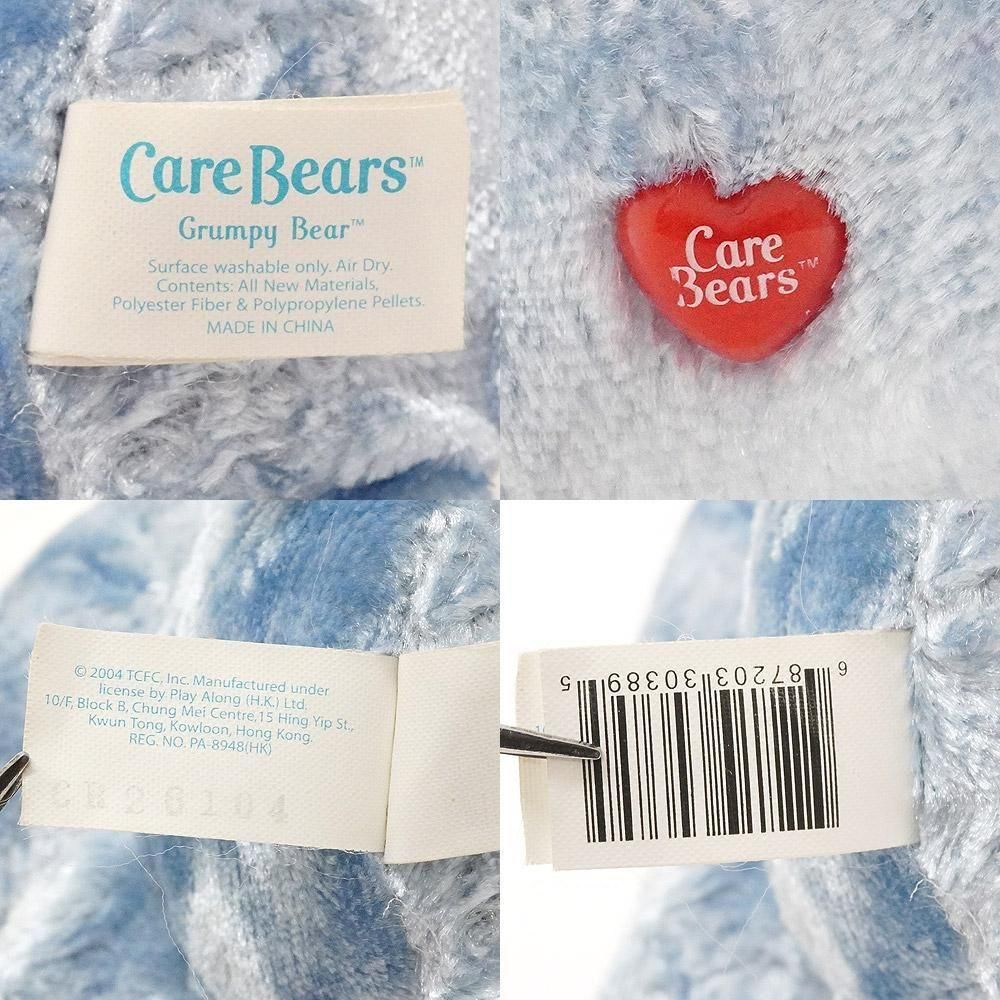 Care Bears™
Grumpy Bear™
Surface washable only. Air Dry.
Contents: All New Materials,
Polyester Fiber & Polypropylene Pellets.
MADE IN CHINA
Care
Bears™
© 2004 TCFC, Inc. Manufactured under
license by Play Along (H.K.) Ltd.
10/F, Block B, Chung Mei Centre,15 Hing Yip St.,
Kwun Tong, Kowloon, Hong Kong.
REG. NO. PA-8948(HK)
CH28104
6 87203 30389 5